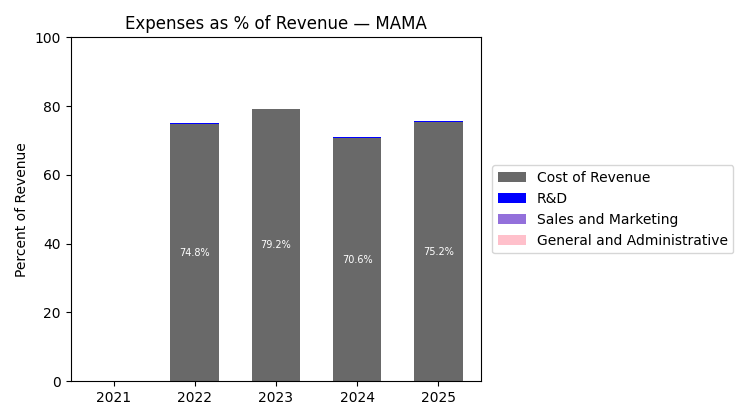 Expenses as % of Revenue — MAMA
Percent of Revenue
100
80
60
40
20
0
74.8%
79.2%
70.6%
75.2%
2021
2022
2023
2024
2025
Cost of Revenue
R&D
Sales and Marketing
General and Administrative